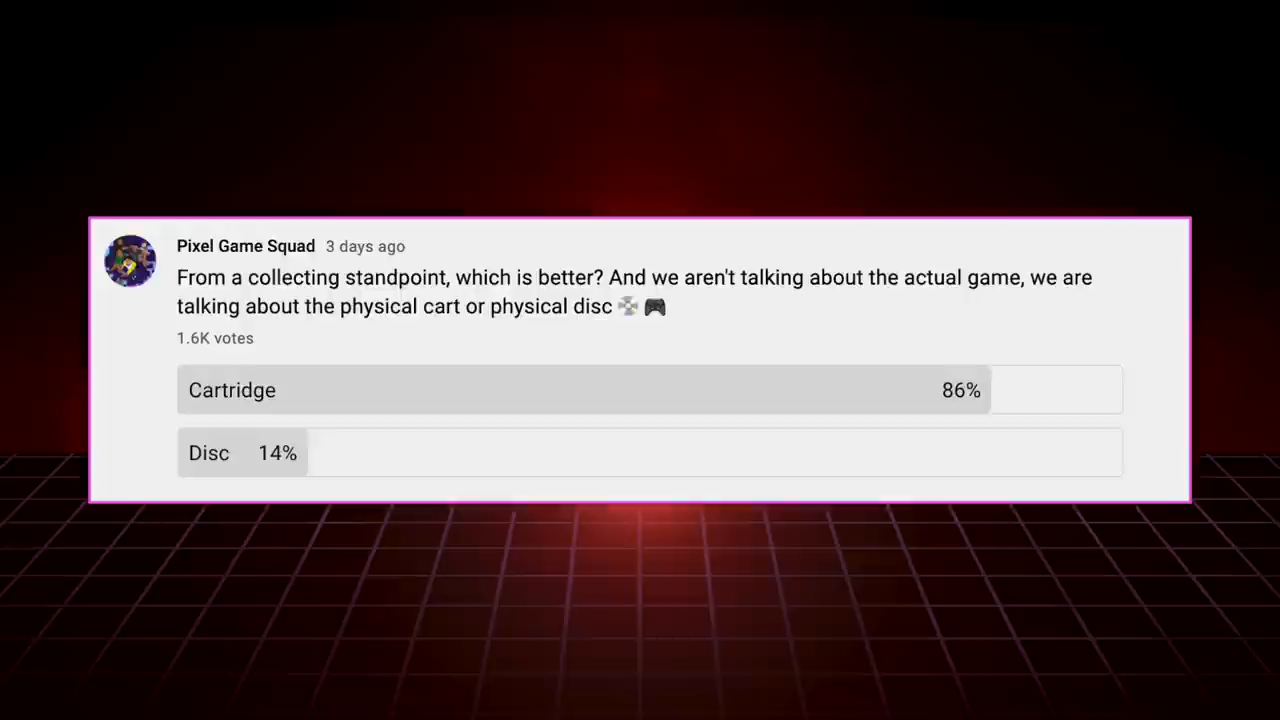 Pixel Game Squad 3 days ago
From a collecting standpoint, which is better? And we aren't talking about the actual game, we are
talking about the physical cart or physical disc 💿 🎮
1.6K votes
Cartridge 86%
Disc 14%